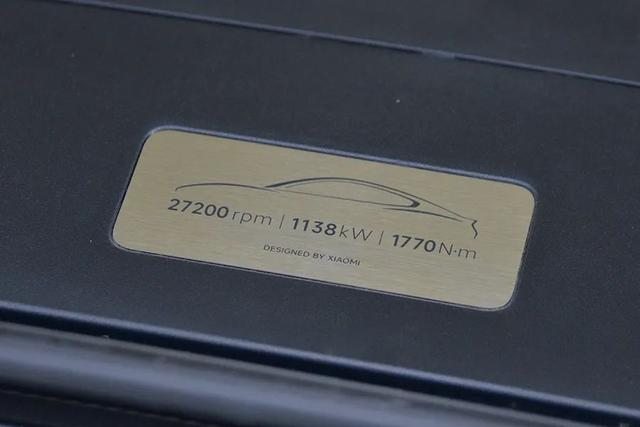 27200 rpm | 1138 kW | 1770 N·m
DESIGNED BY XIAOMI